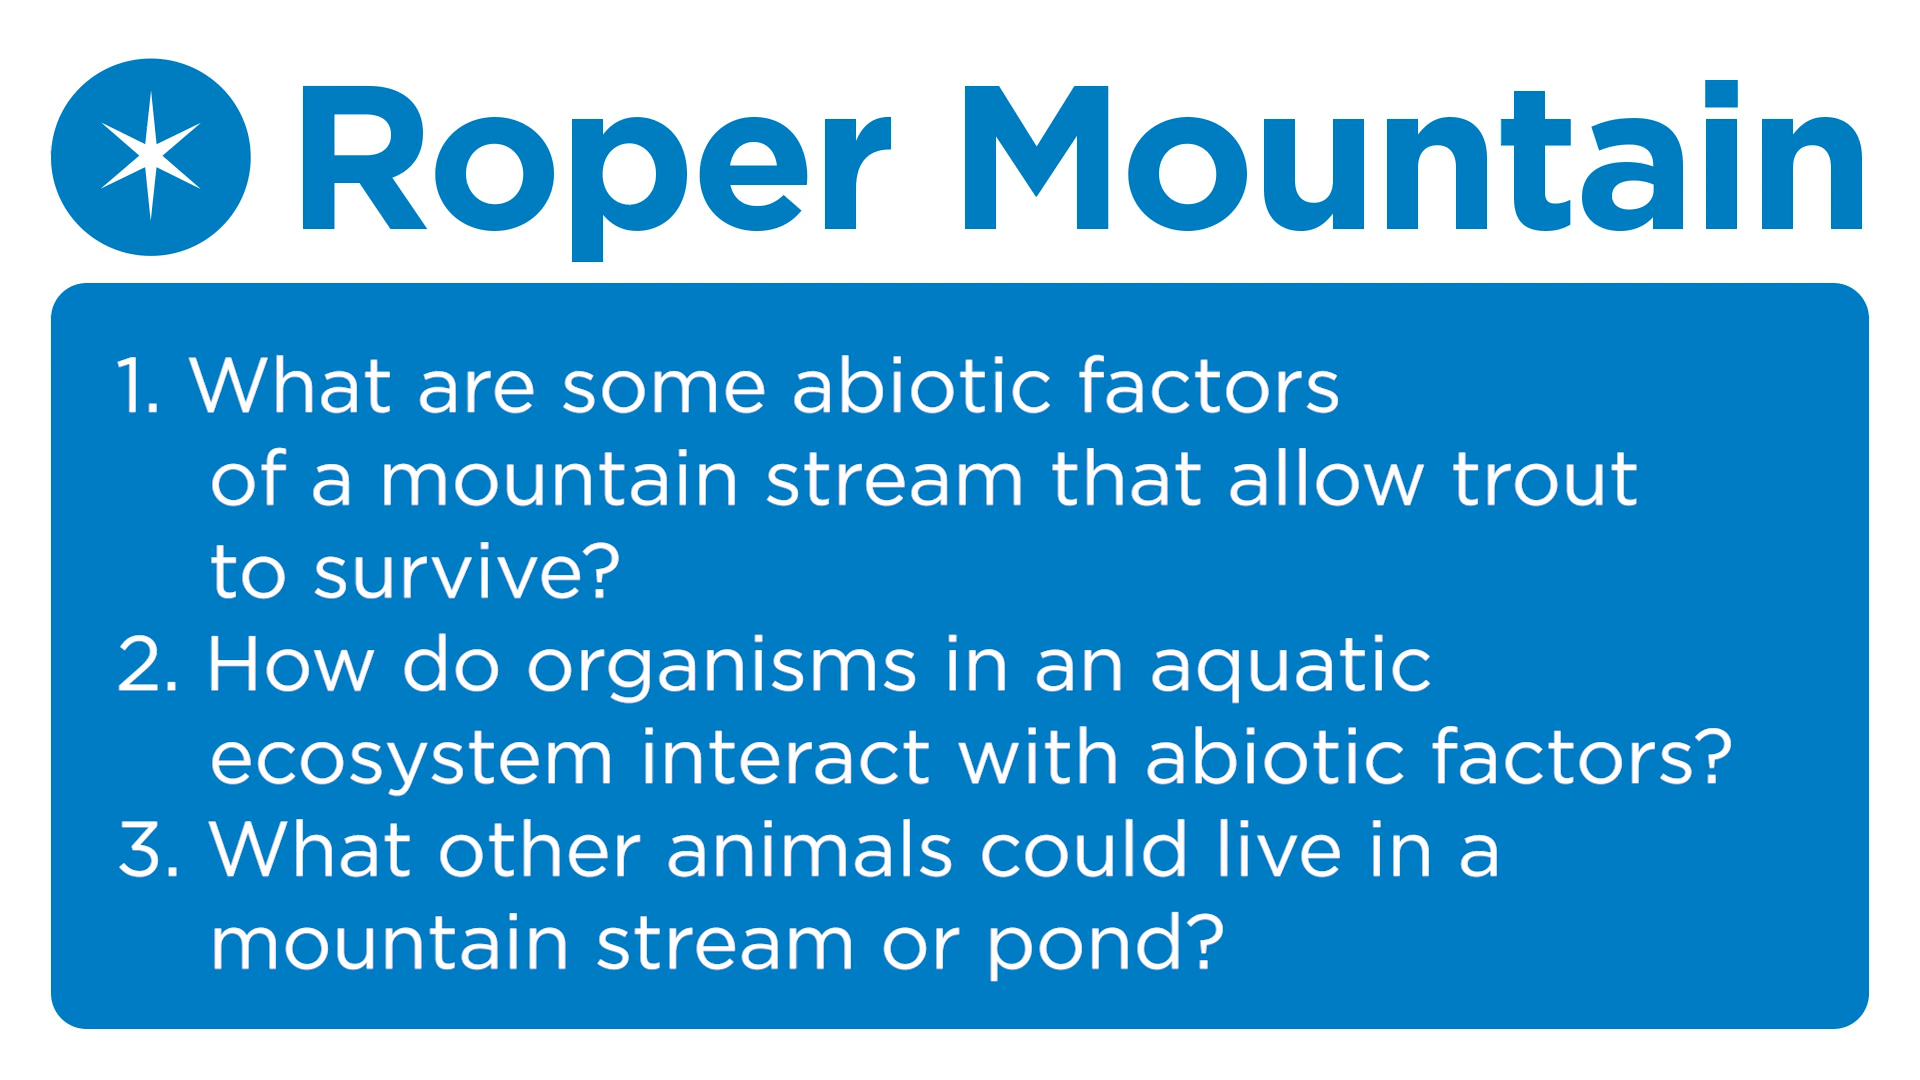 Roper Mountain
1. What are some abiotic factors
of a mountain stream that allow trout
to survive?
2. How do organisms in an aquatic
ecosystem interact with abiotic factors?
3. What other animals could live in a
mountain stream or pond?